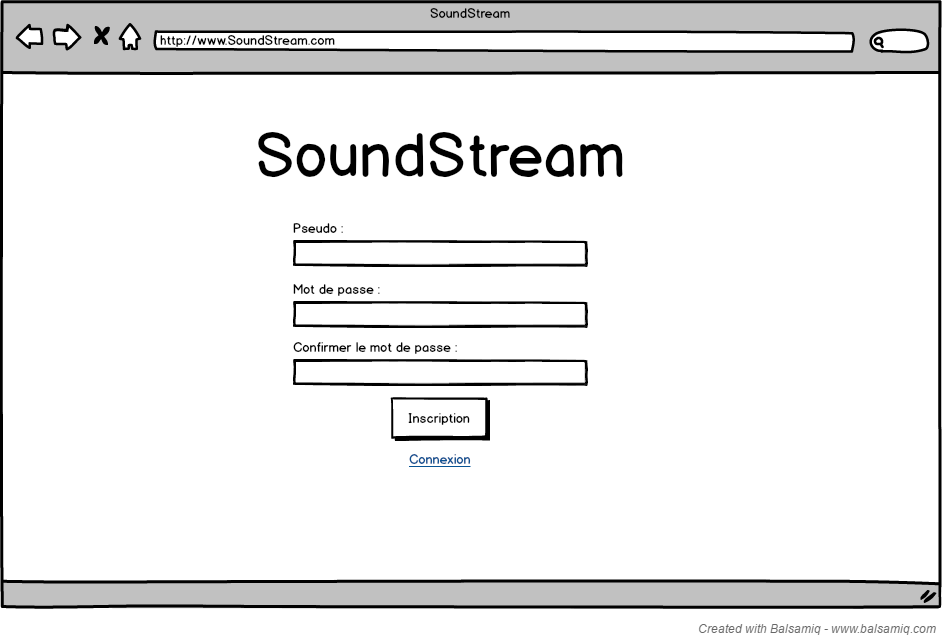 SoundStream
http://www.SoundStream.com
SoundStream
Pseudo :
Mot de passe :
Confirmer le mot de passe :
Inscription
Connexion
Created with Balsamiq - www.balsamiq.com